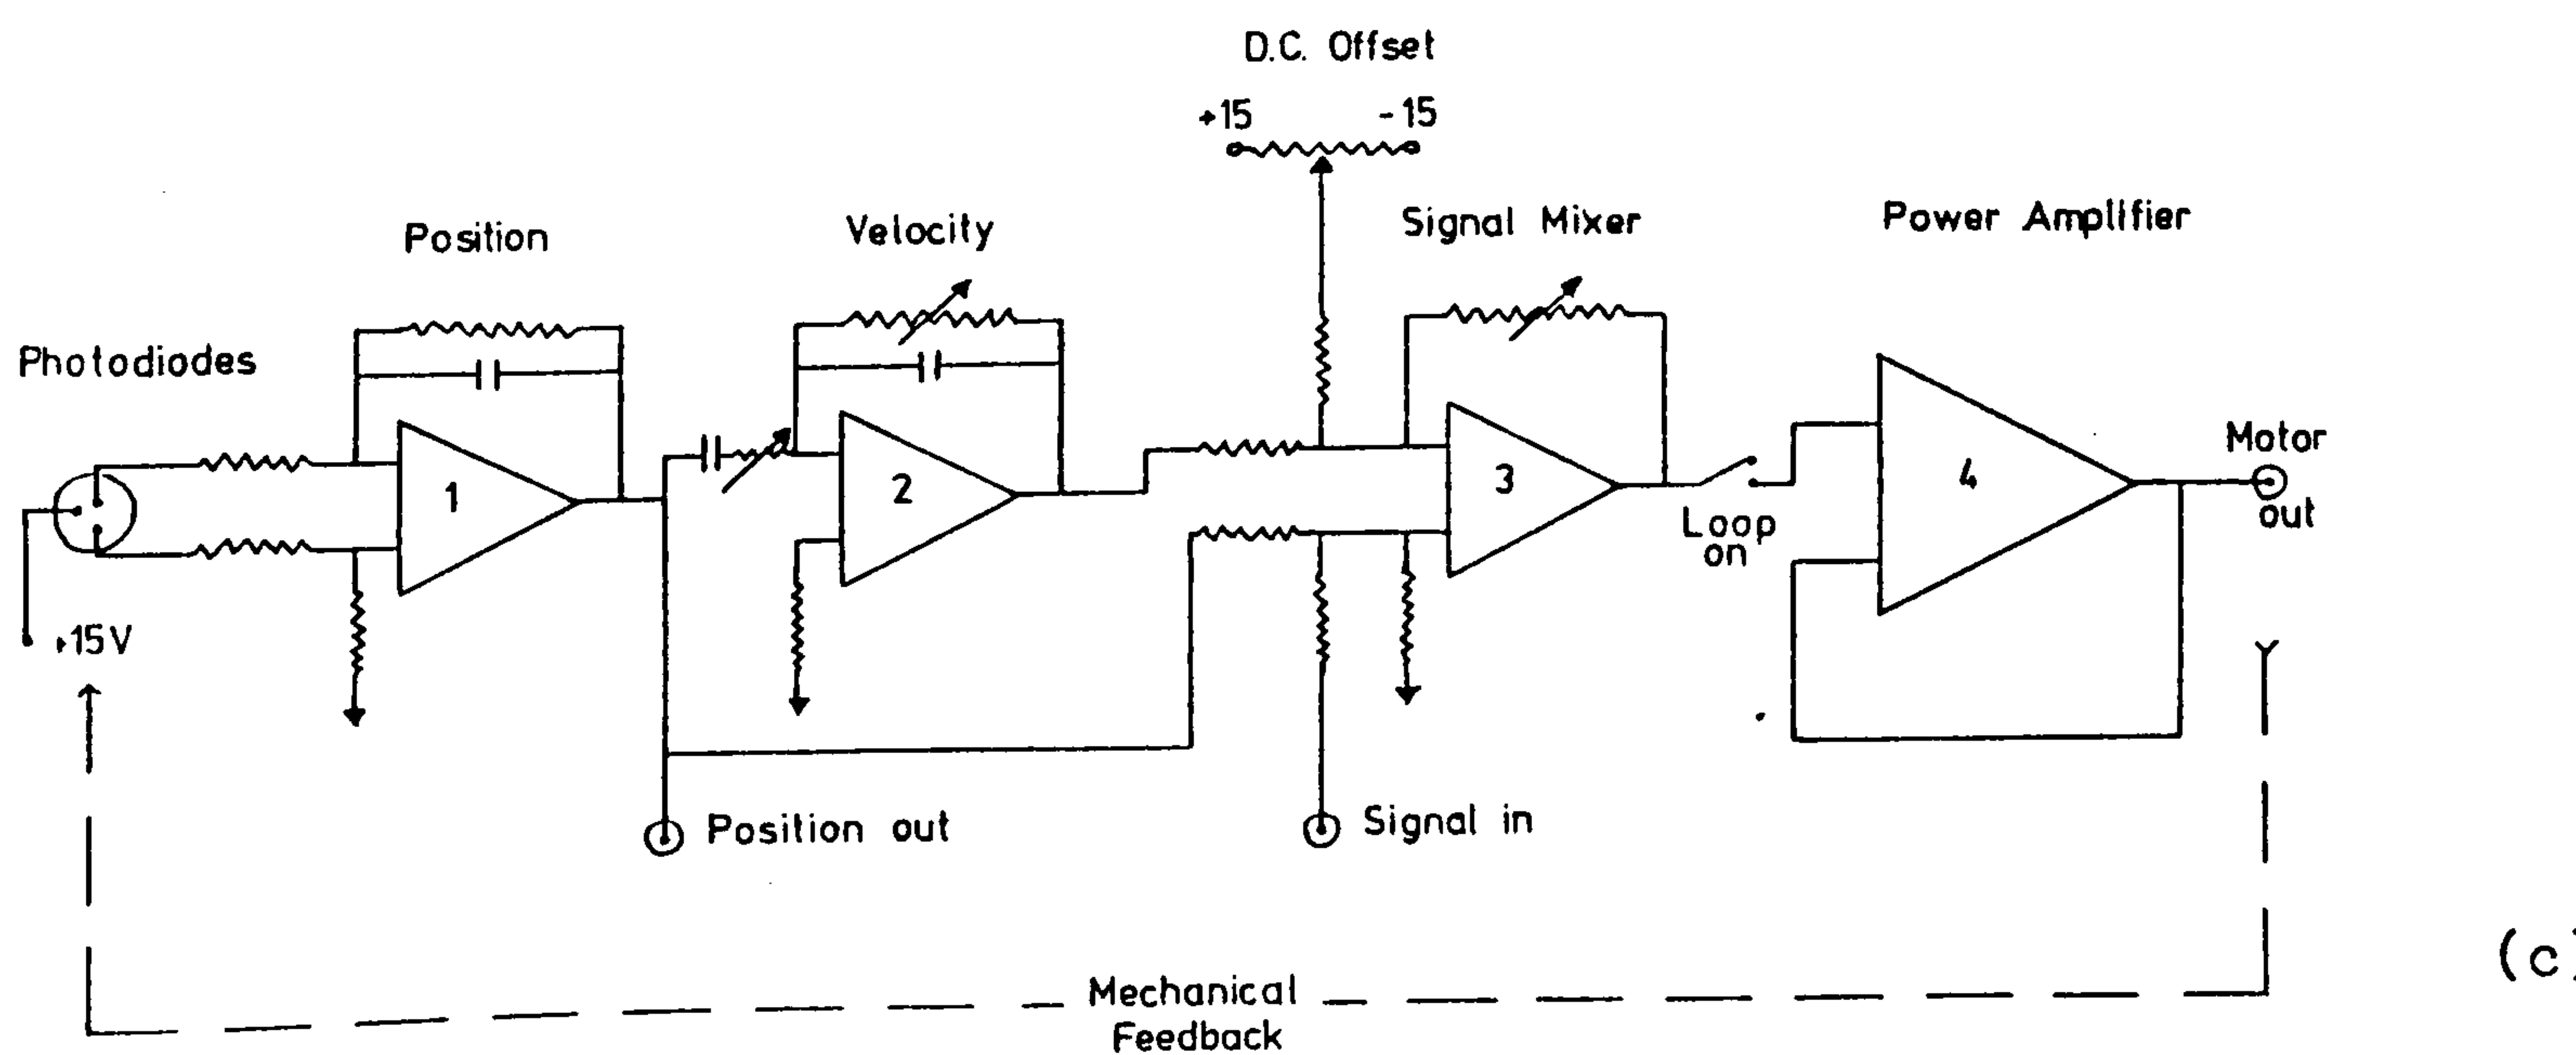 D.C. Offset
+15 -15
Position
Velocity
Signal Mixer
Power Amplifier
Photodiodes
1
2
3
4
Motor
out
Loop
on
+15V
Position out
Signal in
(c)
Mechanical
Feedback